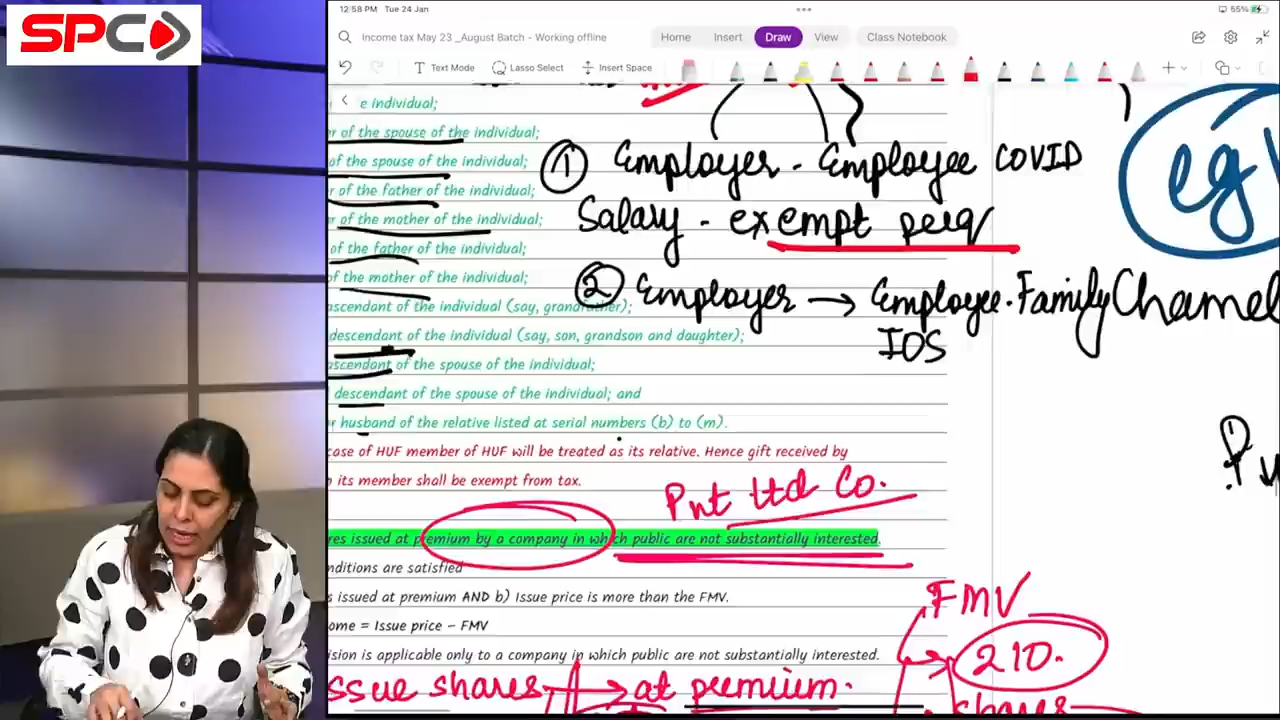 SPC
12:58 PM Tue 24 Jan
55%
Income tax May 23 _August Batch - Working offline
Home Insert Draw View Class Notebook
Text Mode Lasso Select Insert Space
e individual;
r of the spouse of the individual;
of the spouse of the individual;
r of the father of the individual;
r of the mother of the individual;
of the father of the individual;
of the mother of the individual;
ascendant of the individual (say, grandfather);
descendant of the individual (say, son, grandson and daughter);
ascendant of the spouse of the individual;
descendant of the spouse of the individual; and
r husband of the relative listed at serial numbers (b) to (m).
case of HUF member of HUF will be treated as its relative. Hence gift received by
its member shall be exempt from tax.
① Employer - Employee COVID
Salary - exempt perq
② Employer → Employee.Family
IOS
eg
Pvt ltd Co.
res issued at premium by a company in which public are not substantially interested.
nditions are satisfied
s issued at premium AND b) Issue price is more than the FMV.
ome = Issue price - FMV
ision is applicable only to a company in which public are not substantially interested.
FMV
210.
ssue shares → at premium.
shares